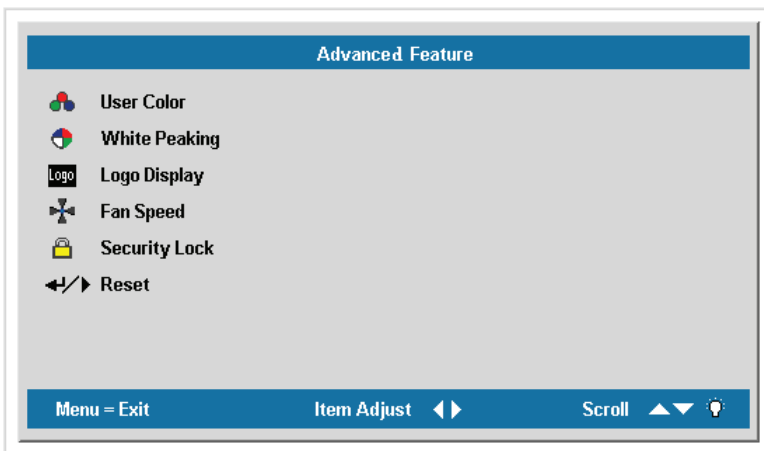 Advanced Feature
User Color
White Peaking
Logo Logo Display
Fan Speed
Security Lock
Reset
Menu = Exit Item Adjust Scroll